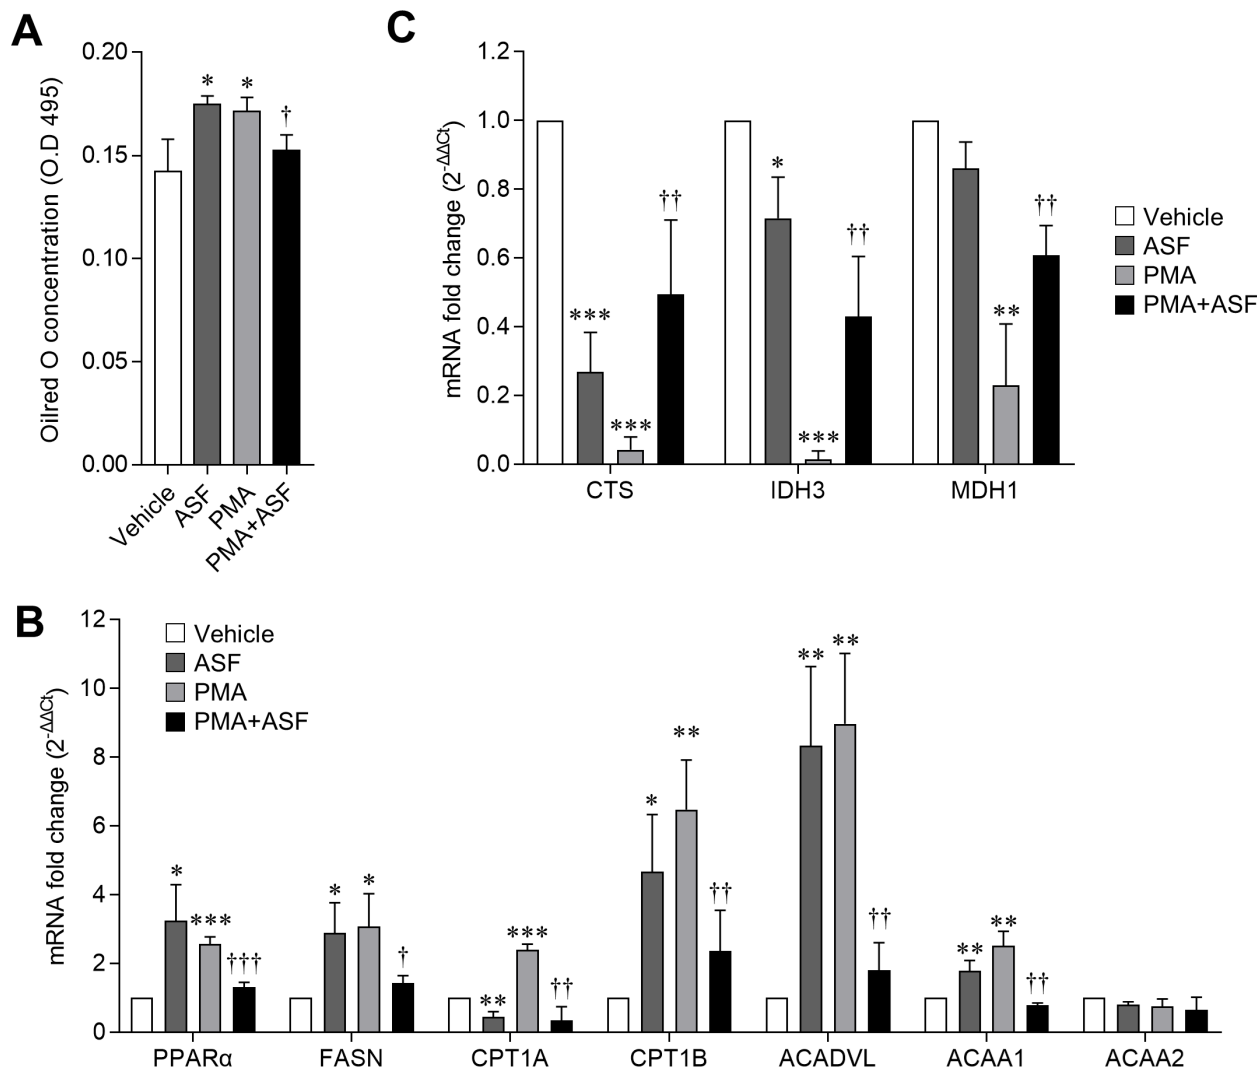 A
Oilred O concentration (O.D 495)
0.20
0.15
0.10
0.05
0.00
*
*
†
Vehicle
ASF
PMA
PMA+ASF
C
mRNA fold change (2-ΔΔCt)
1.2
1.0
0.8
0.6
0.4
0.2
0.0
***
***
††
*
***
††
**
††
CTS
IDH3
MDH1
Vehicle
ASF
PMA
PMA+ASF
B
mRNA fold change (2-ΔΔCt)
12
10
8
6
4
2
0
Vehicle
ASF
PMA
PMA+ASF
*
***
†††
*
*
†
**
***
††
*
**
††
**
**
††
**
**
††
PPARα
FASN
CPT1A
CPT1B
ACADVL
ACAA1
ACAA2